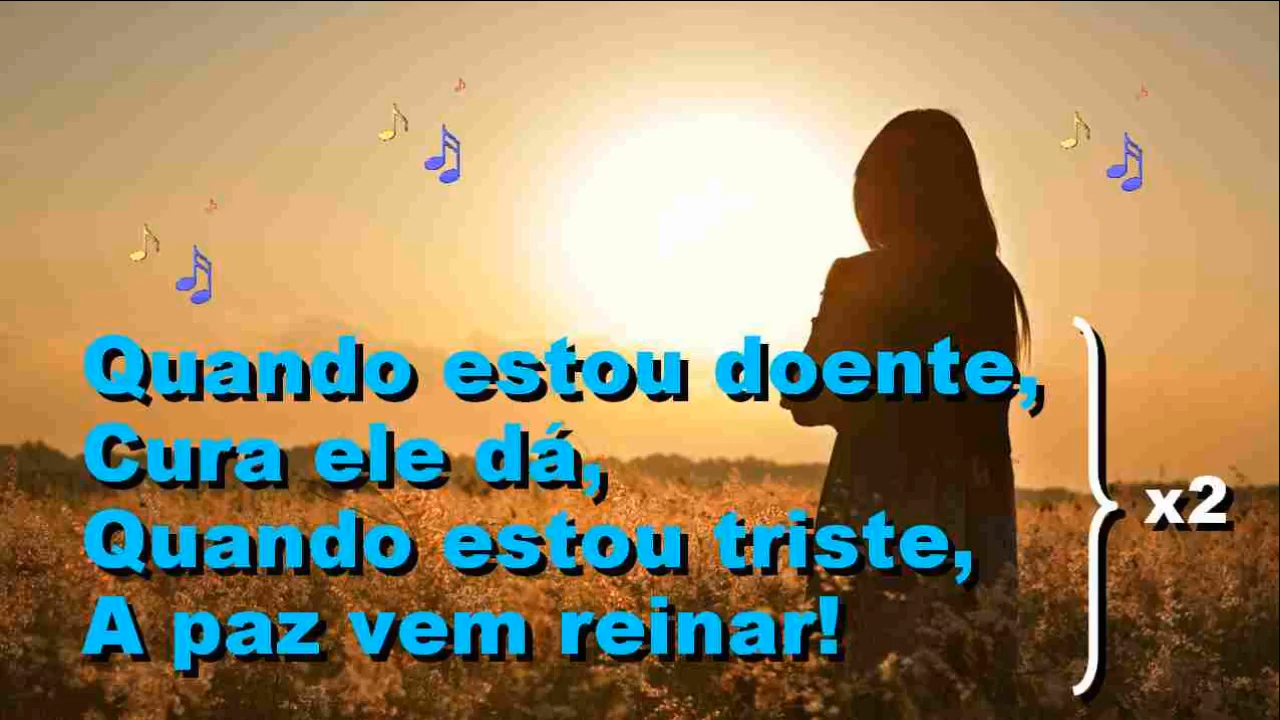 Quando estou doente,
Cura ele dá,
Quando estou triste,
A paz vem reinar!
x2